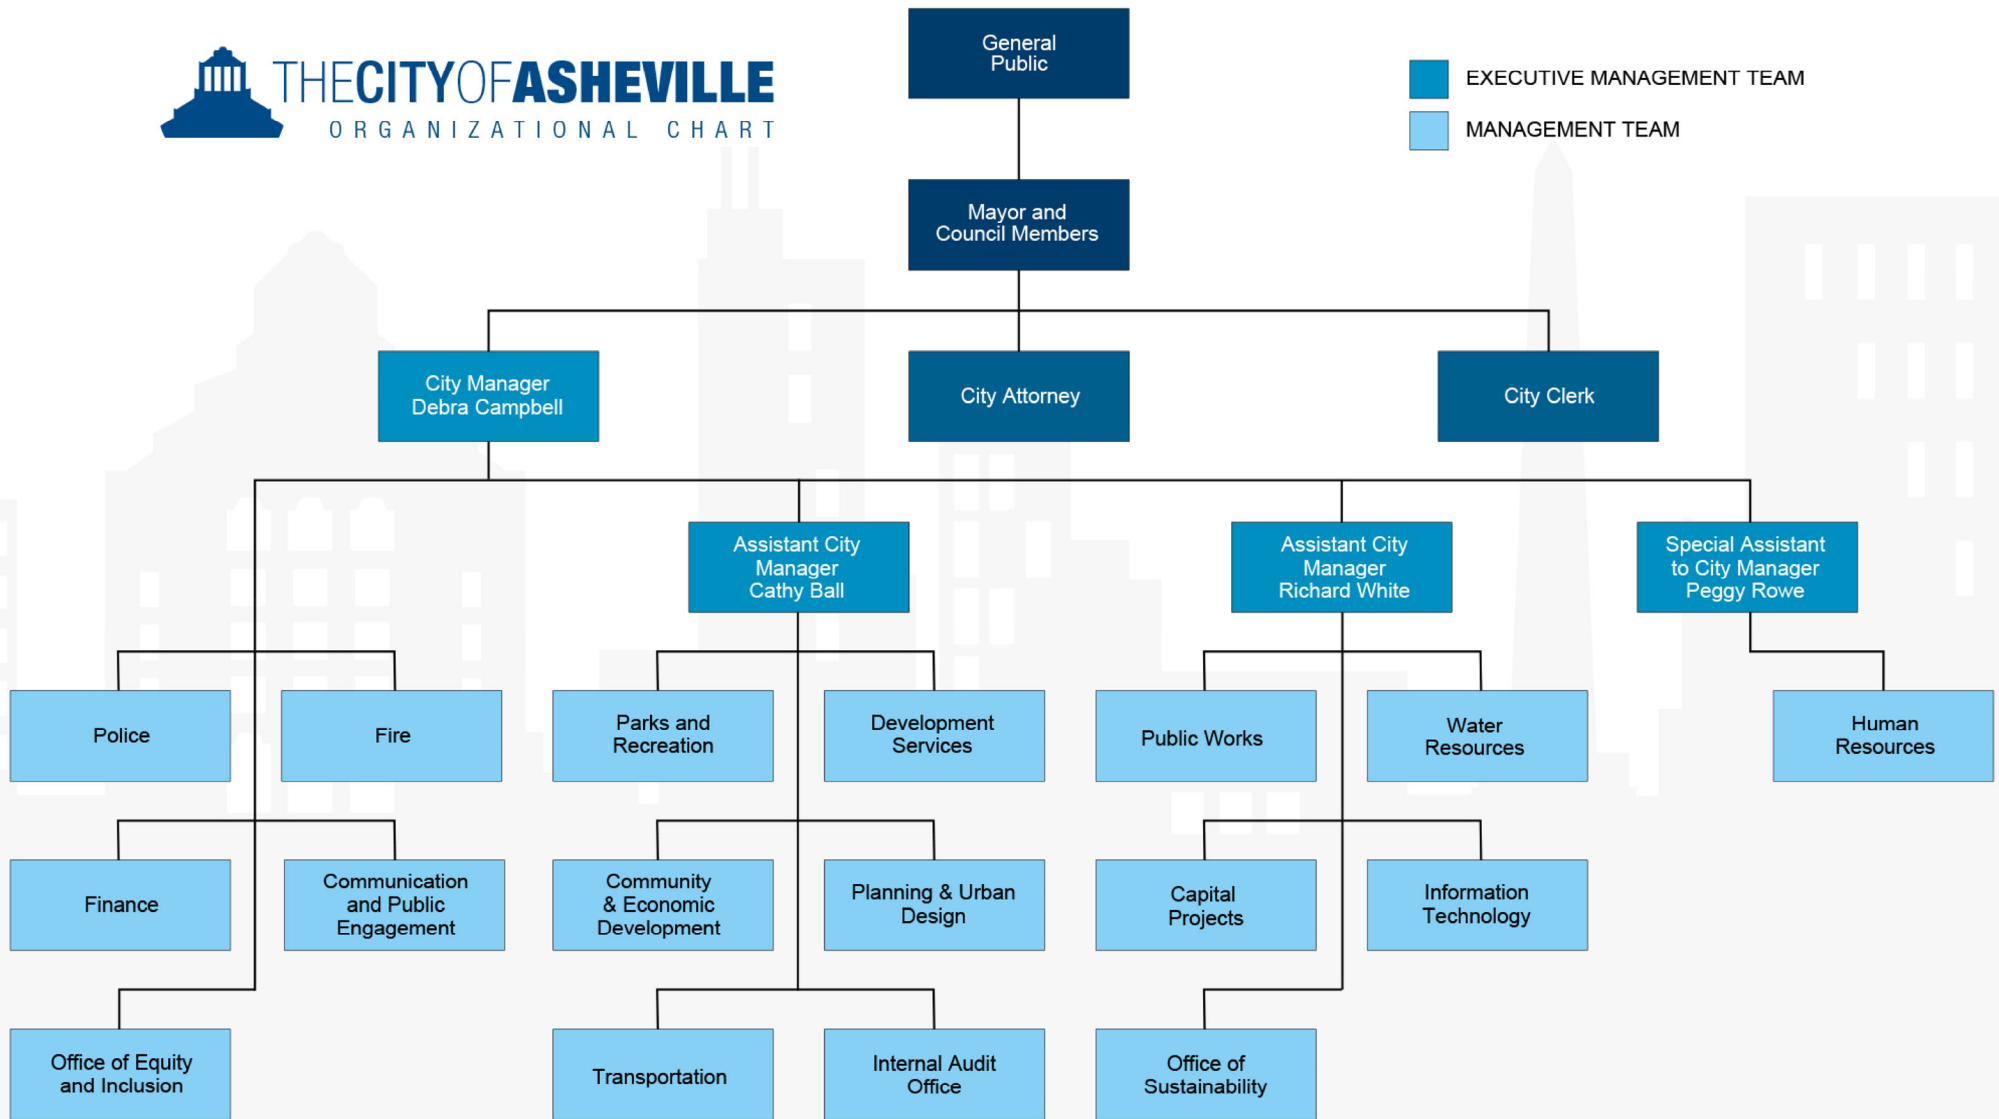 THECITYOFASHEVILLE
ORGANIZATIONAL CHART
General
Public
EXECUTIVE MANAGEMENT TEAM
MANAGEMENT TEAM
Mayor and
Council Members
City Manager
Debra Campbell
City Attorney
City Clerk
Assistant City
Manager
Cathy Ball
Assistant City
Manager
Richard White
Special Assistant
to City Manager
Peggy Rowe
Police
Fire
Parks and
Recreation
Development
Services
Public Works
Water
Resources
Human
Resources
Finance
Communication
and Public
Engagement
Community
& Economic
Development
Planning & Urban
Design
Capital
Projects
Information
Technology
Office of Equity
and Inclusion
Transportation
Internal Audit
Office
Office of
Sustainability